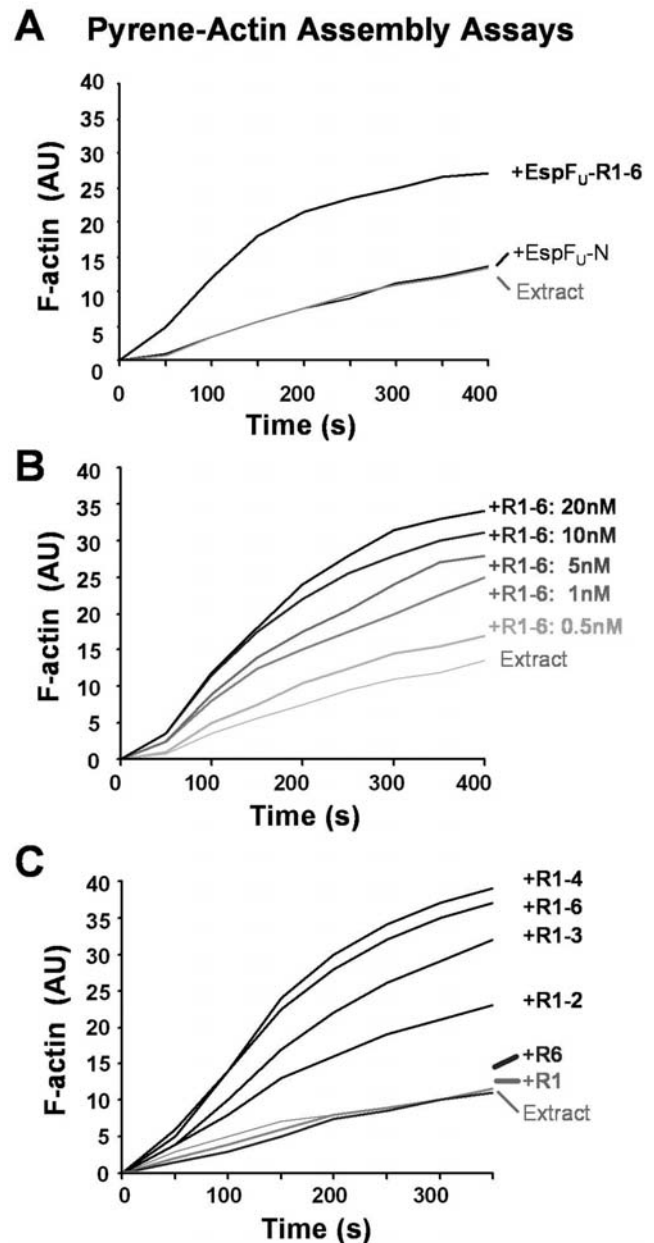 A Pyrene-Actin Assembly Assays
F-actin (AU)
40
35
30
25
20
15
10
5
0
+EspFU-R1-6
+EspFU-N
Extract
0 100 200 300 400
Time (s)
B
F-actin (AU)
40
35
30
25
20
15
10
5
0
+R1-6: 20nM
+R1-6: 10nM
+R1-6: 5nM
+R1-6: 1nM
+R1-6: 0.5nM
Extract
0 100 200 300 400
Time (s)
C
F-actin (AU)
40
35
30
25
20
15
10
5
0
+R1-4
+R1-6
+R1-3
+R1-2
+R6
+R1
Extract
0 100 200 300
Time (s)